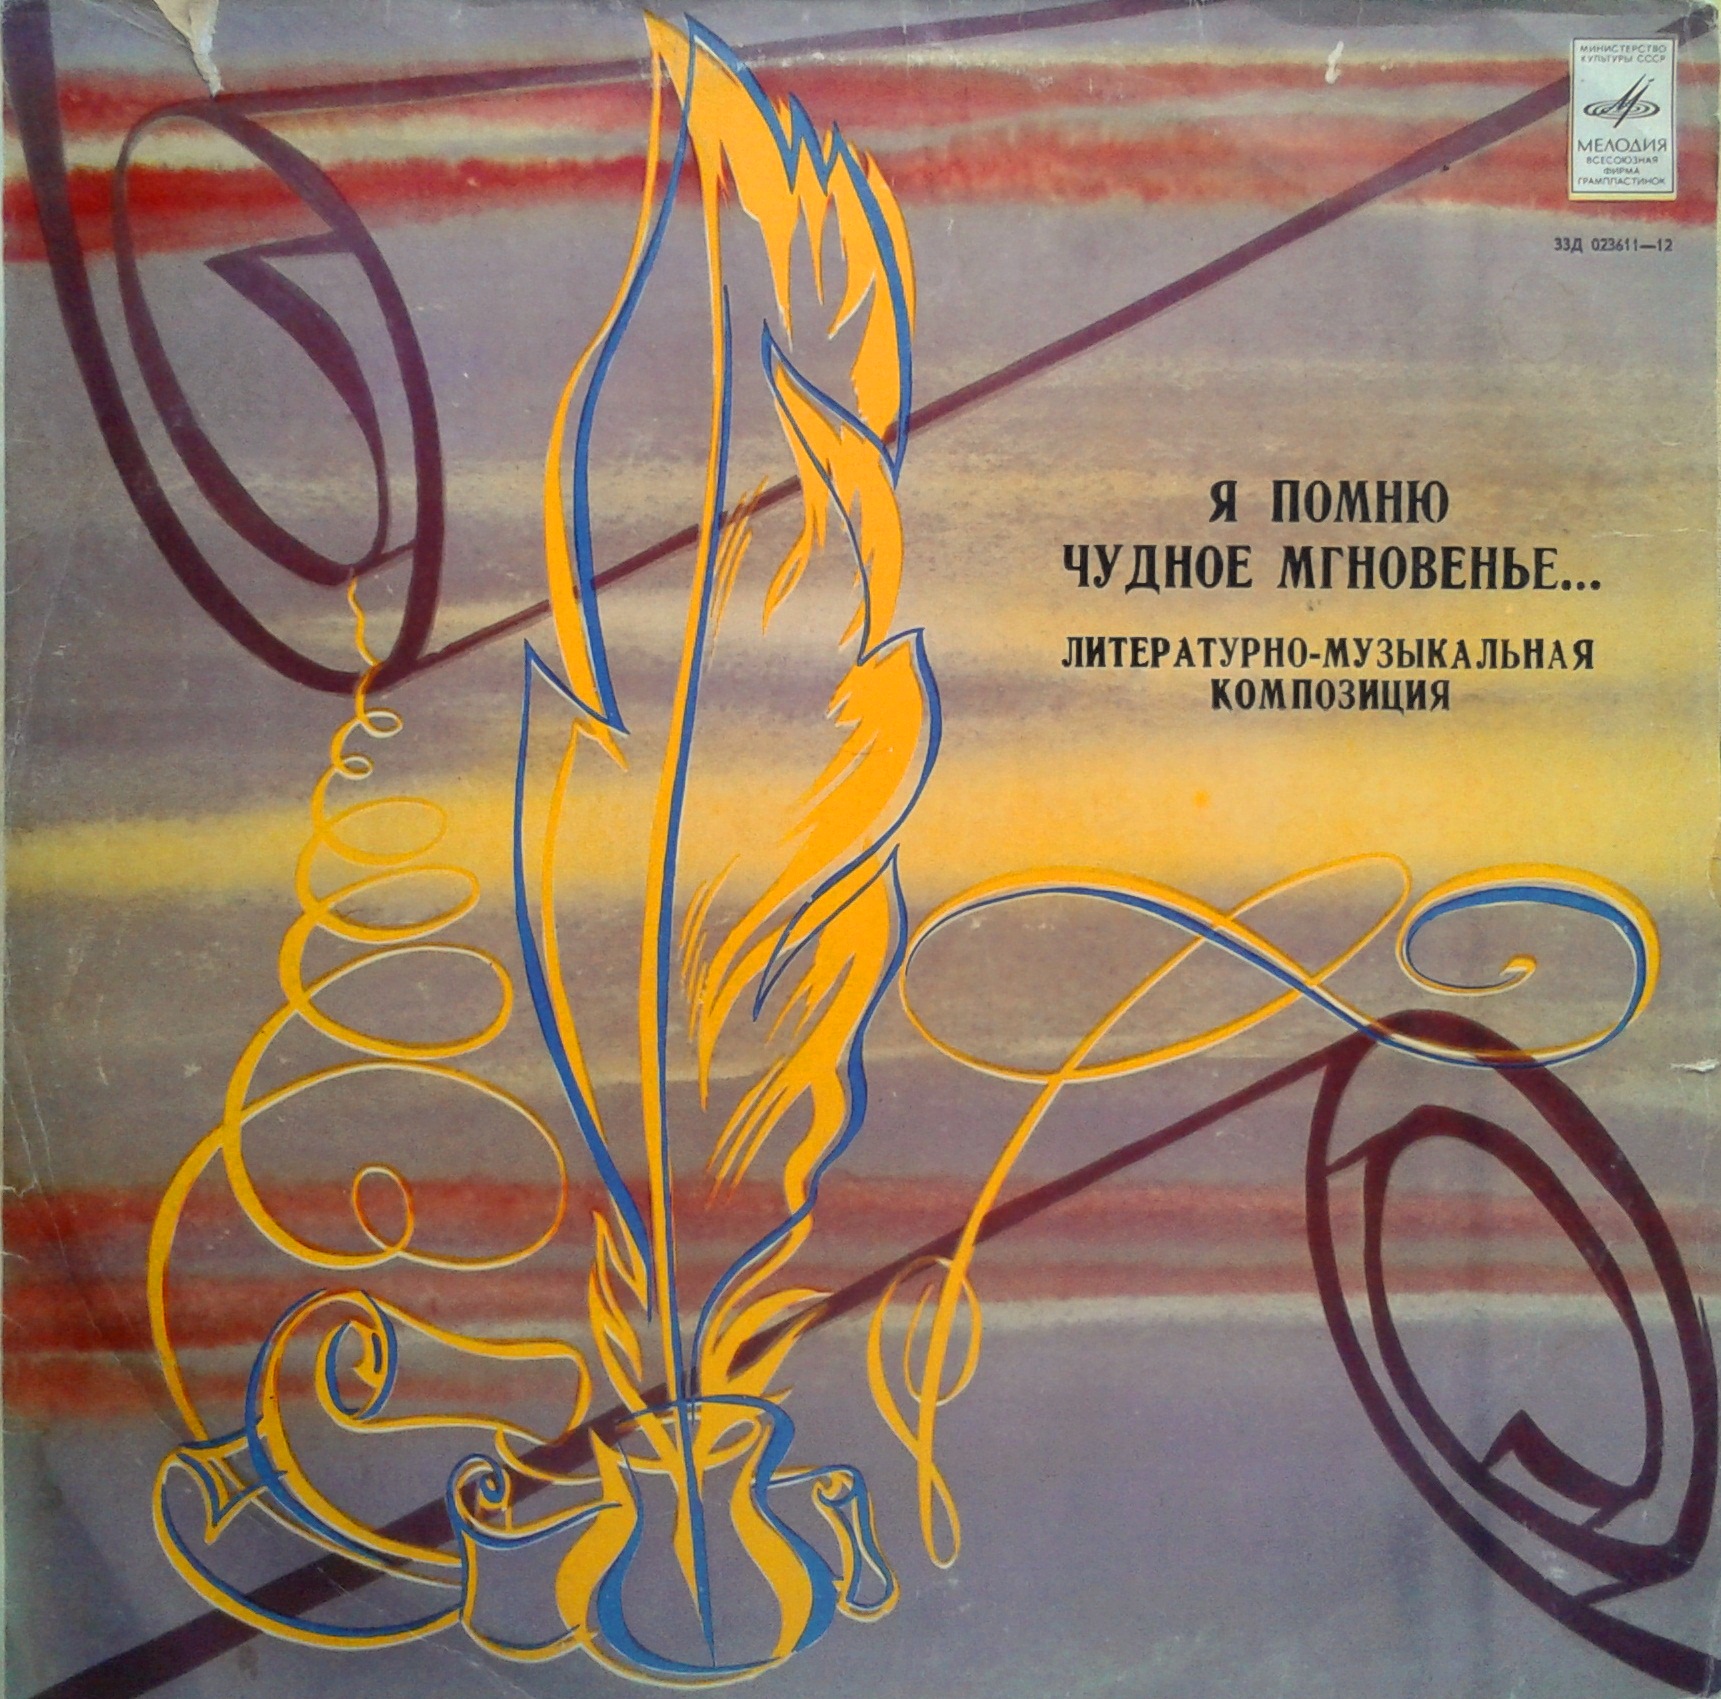 МИНИСТЕРСТВО
КУЛЬТУРЫ СССР
МЕЛОДИЯ
ВСЕСОЮЗНАЯ
ФИРМА
ГРАМПЛАСТИНОК
33Д 023611—12
Я ПОМНЮ
ЧУДНОЕ МГНОВЕНЬЕ...
ЛИТЕРАТУРНО-МУЗЫКАЛЬНАЯ
КОМПОЗИЦИЯ